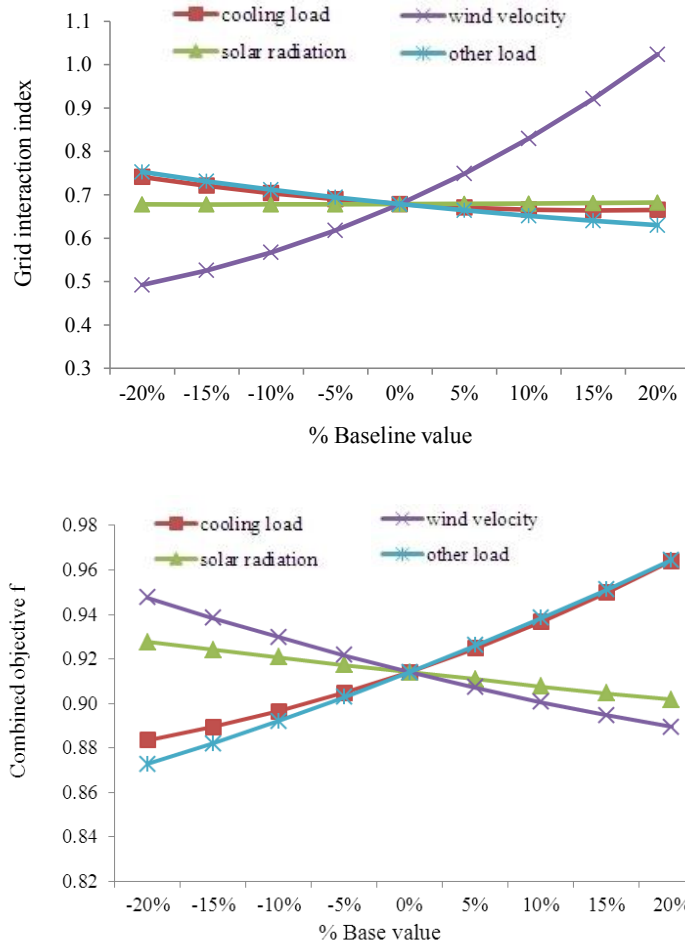 cooling load
wind velocity
solar radiation
other load
Grid interaction index
1.1
1.0
0.9
0.8
0.7
0.6
0.5
0.4
0.3
-20% -15% -10% -5% 0% 5% 10% 15% 20%
% Baseline value
cooling load
wind velocity
solar radiation
other load
Combined objective f
0.98
0.96
0.94
0.92
0.90
0.88
0.86
0.84
0.82
-20% -15% -10% -5% 0% 5% 10% 15% 20%
% Base value